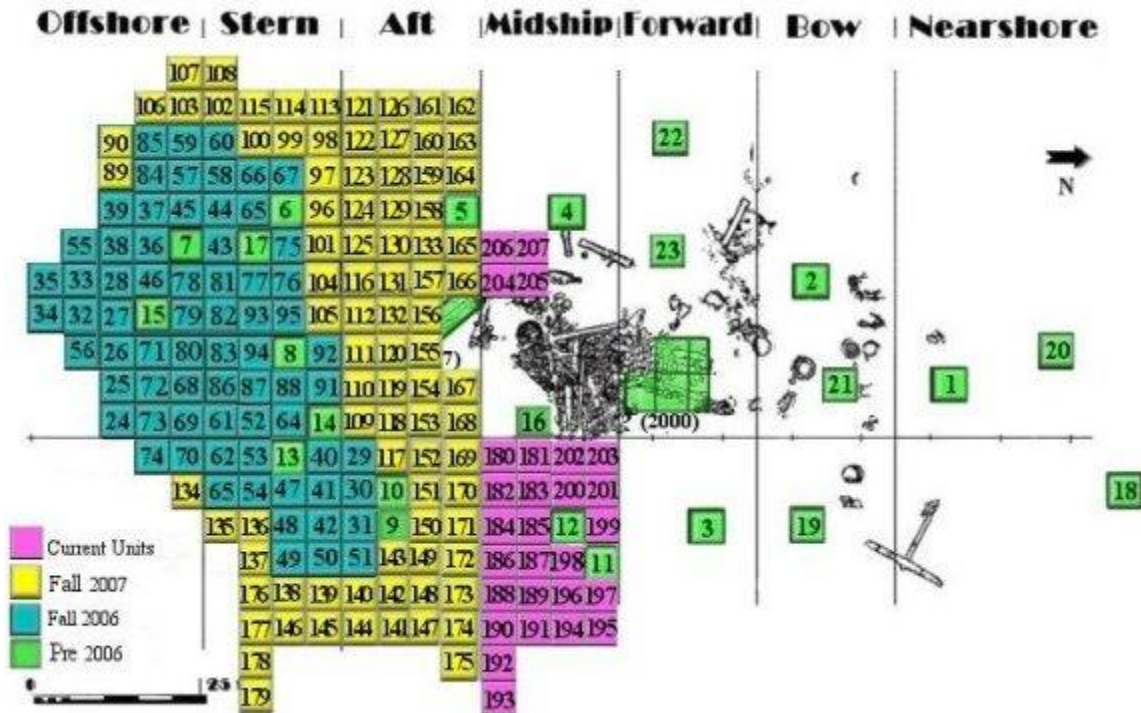 Offshore Stern Aft Midship Forward Bow Nearshore
107 108
106 103 102 115 114 113 121 126 161 162
90 85 59 60 100 99 98 122 127 160 163 22
89 84 57 58 66 67 97 123 128 159 164
N
39 37 45 44 65 6 96 124 129 158 5 4
55 38 36 7 43 17 75 101 125 130 133 165 206 207 23
35 33 28 46 78 81 77 76 104 116 131 157 166 204 205 2
34 32 27 15 79 82 93 95 105 112 132 156
56 26 71 80 83 94 8 92 111 120 155 7) 20
25 72 68 86 87 88 91 110 119 154 167 21 1
24 73 69 61 52 64 14 109 118 153 168 16 (2000)
74 70 62 53 13 40 29 117 152 169 180 181 202 203
134 65 54 47 41 30 10 151 170 182 183 200 201 18
135 136 48 42 31 9 150 171 184 185 12 199 3 19
Current Units 137 49 50 51 143 149 172 186 187 198 11
Fall 2007 176 138 139 140 142 148 173 188 189 196 197
Fall 2006 177 146 145 144 141 147 174 190 191 194 195
Pre 2006 178 175 192
0 179 193